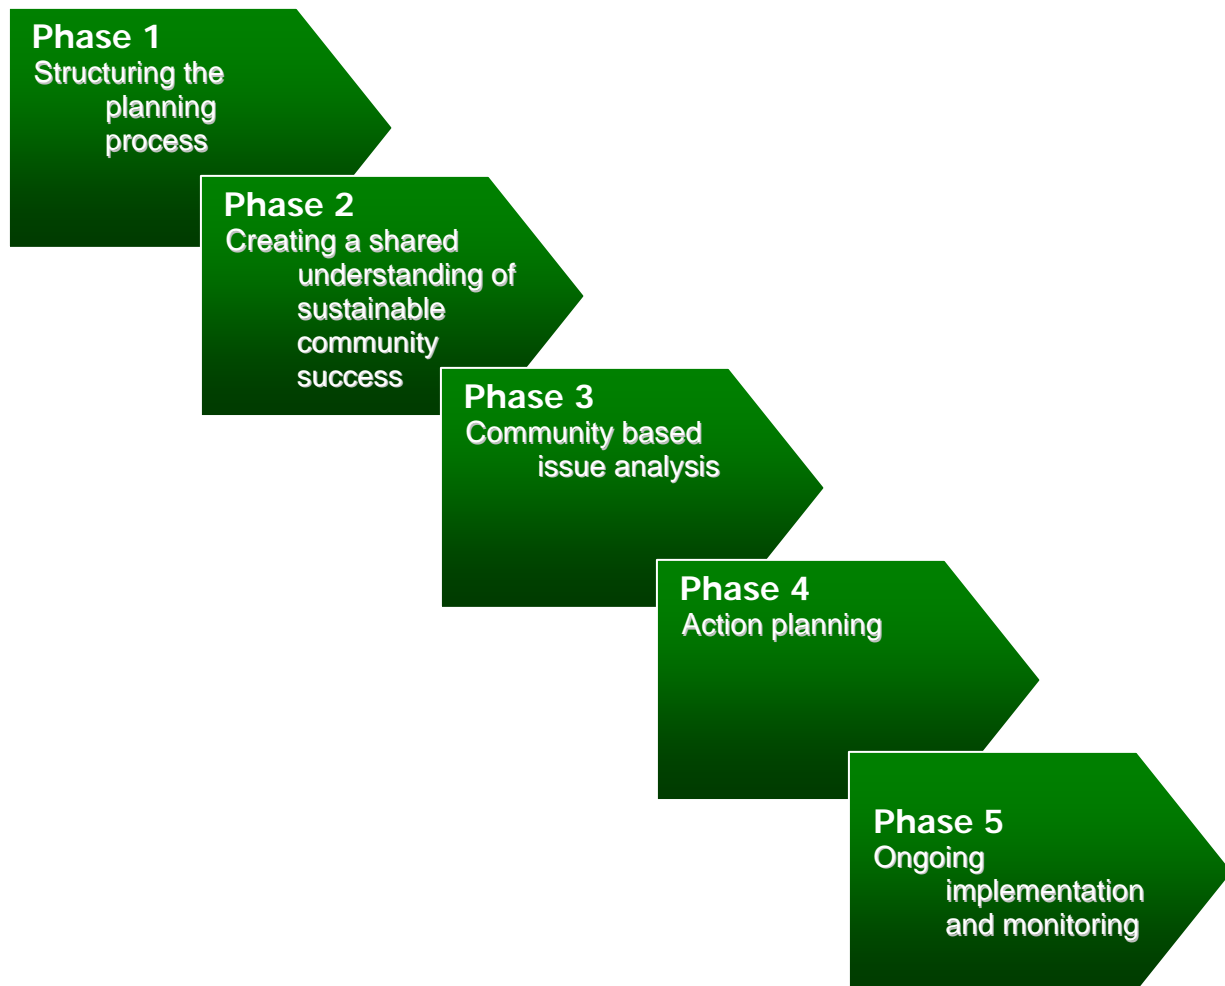 Phase 1
Structuring the
planning
process
Phase 2
Creating a shared
understanding of
sustainable
community
success
Phase 3
Community based
issue analysis
Phase 4
Action planning
Phase 5
Ongoing
implementation
and monitoring